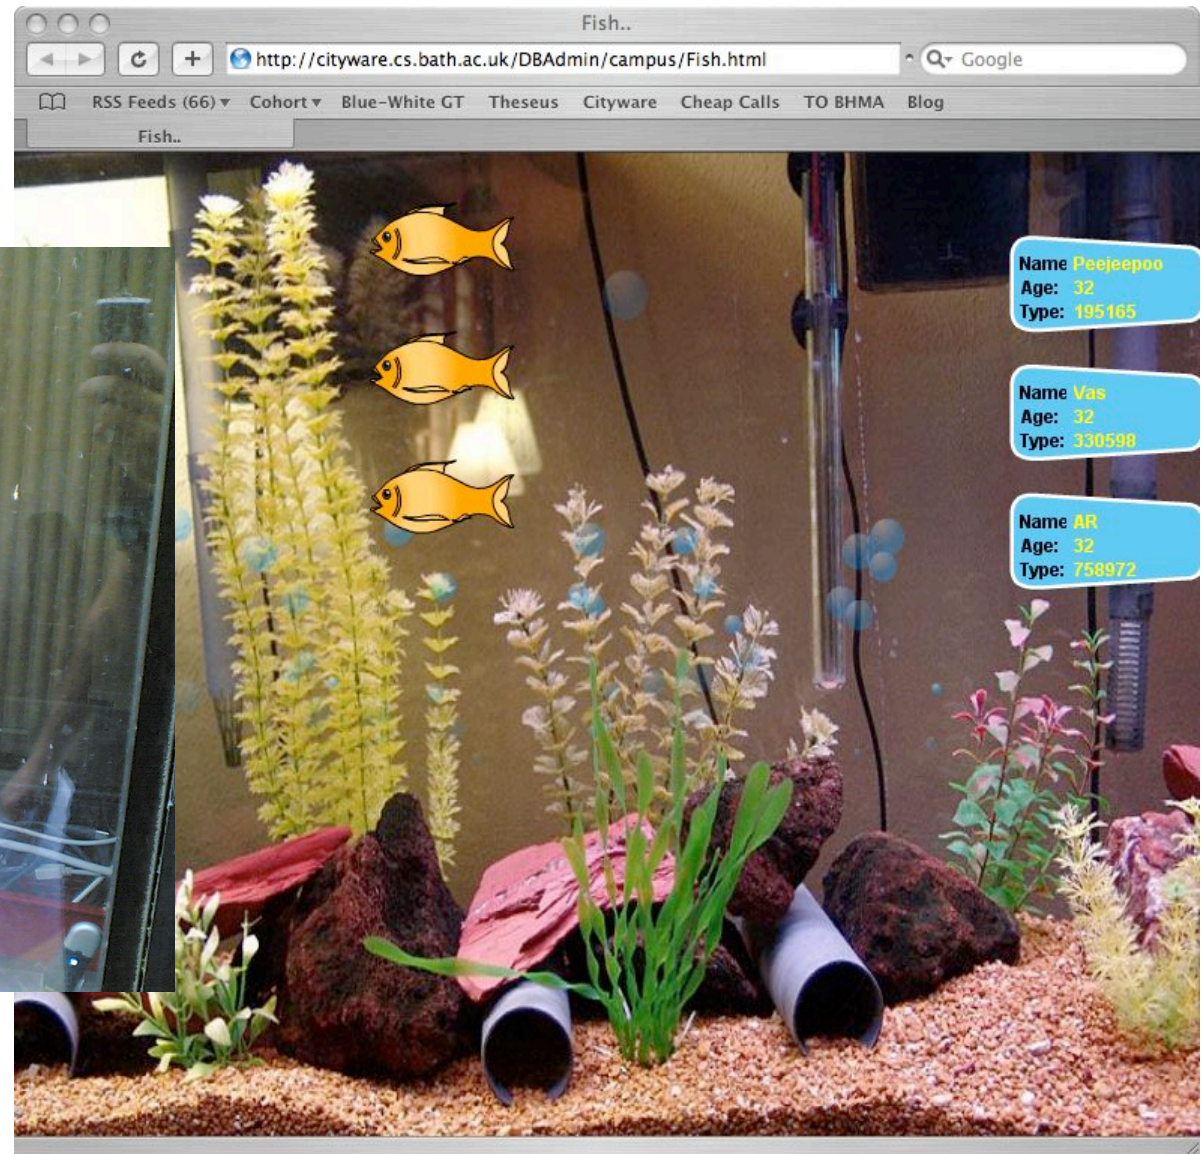 Fish..
http://cityware.cs.bath.ac.uk/DBAdmin/campus/Fish.html
Google
RSS Feeds (66) Cohort Blue-White GT Theseus Cityware Cheap Calls TO BHMA Blog
Fish..
Name Peejeepoo
Age: 32
Type: 195165
Name Vas
Age: 32
Type: 330598
Name AR
Age: 32
Type: 758972